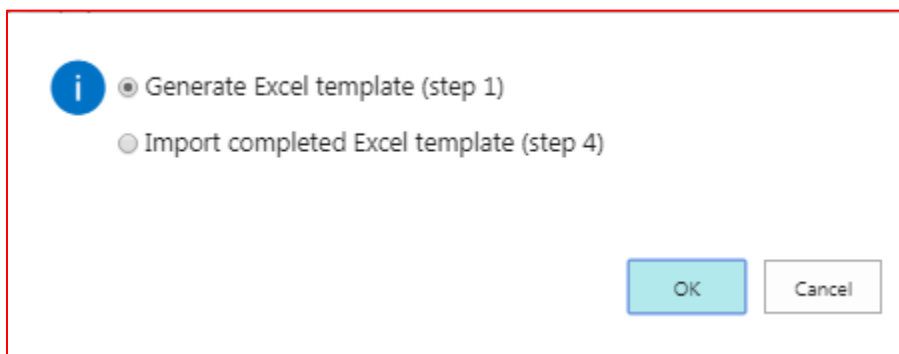 Generate Excel template (step 1)
Import completed Excel template (step 4)
OK Cancel